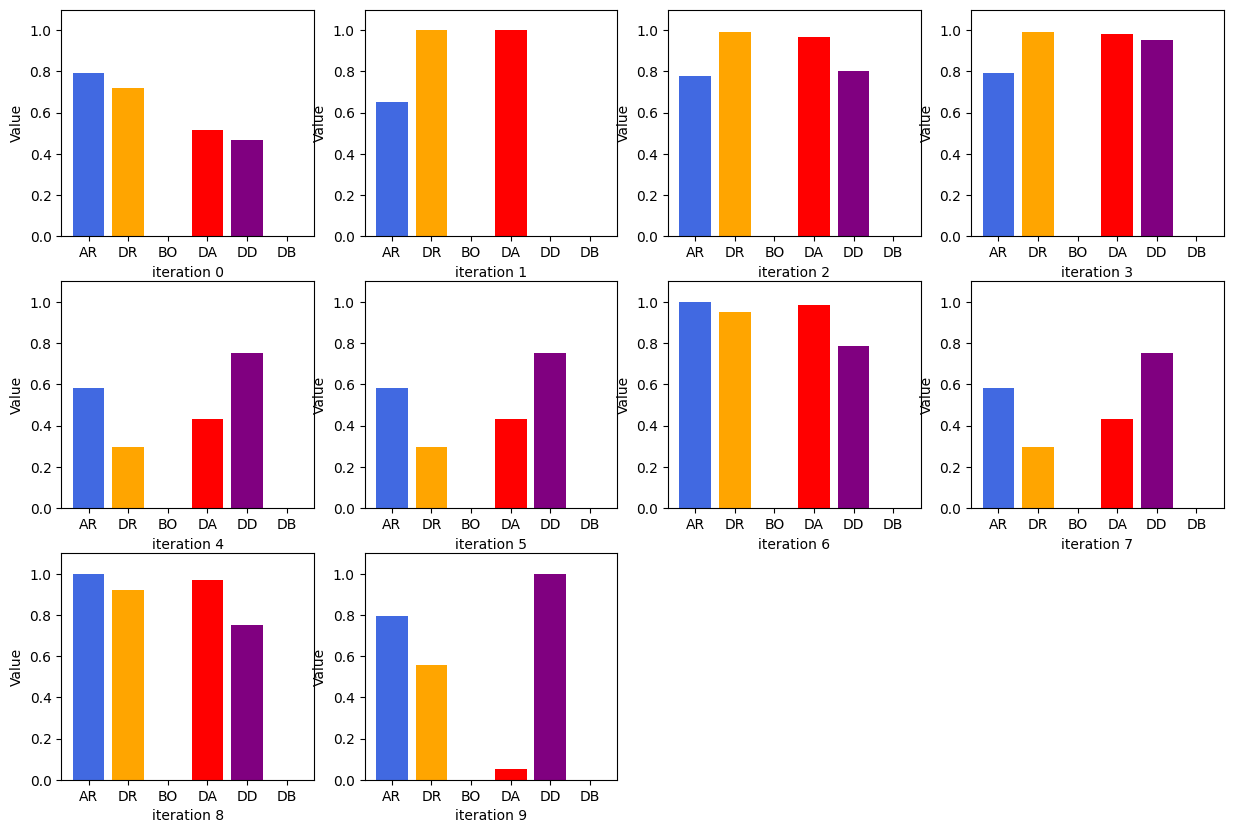 1.0
0.8
0.6
0.4
0.2
0.0
Value
AR DR BO DA DD DB
iteration 0
1.0
0.8
0.6
0.4
0.2
0.0
Value
AR DR BO DA DD DB
iteration 1
1.0
0.8
0.6
0.4
0.2
0.0
Value
AR DR BO DA DD DB
iteration 2
1.0
0.8
0.6
0.4
0.2
0.0
Value
AR DR BO DA DD DB
iteration 3
1.0
0.8
0.6
0.4
0.2
0.0
Value
AR DR BO DA DD DB
iteration 4
1.0
0.8
0.6
0.4
0.2
0.0
Value
AR DR BO DA DD DB
iteration 5
1.0
0.8
0.6
0.4
0.2
0.0
Value
AR DR BO DA DD DB
iteration 6
1.0
0.8
0.6
0.4
0.2
0.0
Value
AR DR BO DA DD DB
iteration 7
1.0
0.8
0.6
0.4
0.2
0.0
Value
AR DR BO DA DD DB
iteration 8
1.0
0.8
0.6
0.4
0.2
0.0
Value
AR DR BO DA DD DB
iteration 9